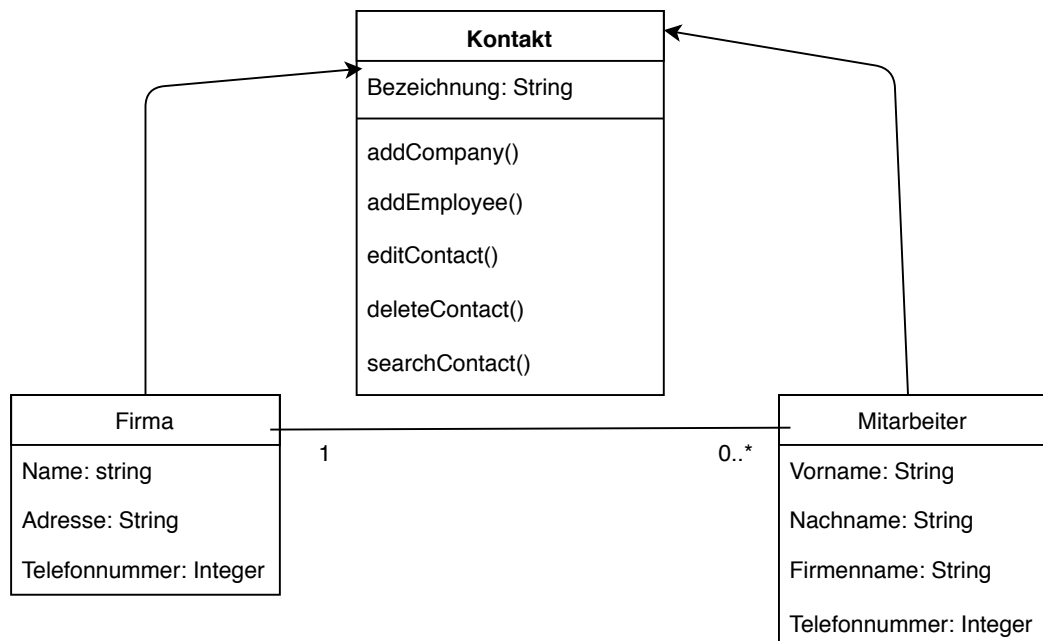 Kontakt
Bezeichnung: String
addCompany()
addEmployee()
editContact()
deleteContact()
searchContact()
Firma
Name: string
Adresse: String
Telefonnummer: Integer
1
0..*
Mitarbeiter
Vorname: String
Nachname: String
Firmenname: String
Telefonnummer: Integer